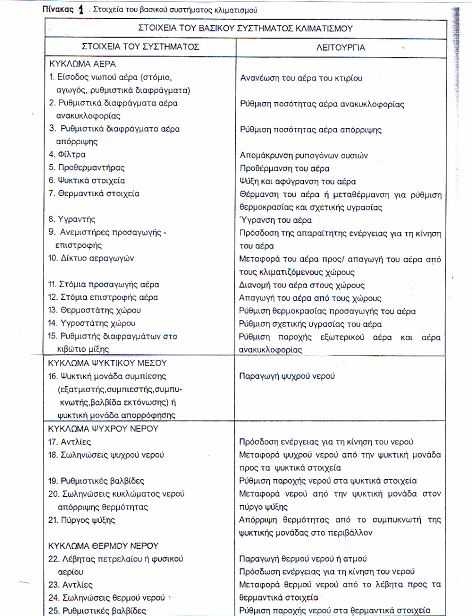 Πίνακας 1 . Στοιχεία του βασικού συστήματος κλιματισμού
ΣΤΟΙΧΕΙΑ ΤΟΥ ΒΑΣΙΚΟΥ ΣΥΣΤΗΜΑΤΟΣ ΚΛΙΜΑΤΙΣΜΟΥ
ΣΤΟΙΧΕΙΑ ΤΟΥ ΣΥΣΤΗΜΑΤΟΣ ΛΕΙΤΟΥΡΓΙΑ
ΚΥΚΛΩΜΑ ΑΕΡΑ
1. Είσοδος νωπού αέρα (στόμιο, Ανανέωση του αέρα του κτιρίου
αγωγός, ρυθμιστικά διαφράγματα)
2. Ρυθμιστικά διαφράγματα αέρα Ρύθμιση ποσότητας αέρα ανακυκλοφορίας
ανακυκλοφορίας
3. Ρυθμιστικά διαφράγματα αέρα Ρύθμιση ποσότητας αέρα απόρριψης
απόρριψης
4. Φίλτρα Απομάκρυνση ρυπογόνων ουσιών
5. Προθερμαντήρας Προθέρμανση του αέρα
6. Ψυκτικά στοιχεία Ψύξη και αφύγρανση του αέρα
7. Θερμαντικά στοιχεία Θέρμανση του αέρα ή μεταθέρμανση για ρύθμιση
θερμοκρασίας και σχετικής υγρασίας
8. Υγραντής Ύγρανση του αέρα
9. Ανεμιστήρες προσαγωγής - Πρόσδοση της απαραίτητης ενέργειας για τη κίνηση
επιστροφής του αέρα
10. Δίκτυο αεραγωγών Μεταφορά του αέρα προς/ απαγωγή του αέρα από
τους κλιματιζόμενους χώρους
11. Στόμια προσαγωγής αέρα Διανομή του αέρα στους χώρους
12. Στόμια επιστροφής αέρα Απαγωγή του αέρα από τους χώρους
13. Θερμοστάτης χώρου Ρύθμιση θερμοκρασίας προσαγωγής του αέρα
14. Υγροστάτης χώρου Ρύθμιση σχετικής υγρασίας του αέρα
15. Ρυθμιστής διαφραγμάτων στο Ρύθμιση παροχής εξωτερικού αέρα και αέρα
κιβώτιο μίξης ανακυκλοφορίας
ΚΥΚΛΩΜΑ ΨΥΚΤΙΚΟΥ ΜΕΣΟΥ
16. Ψυκτική μονάδα συμπίεσης Παραγωγή ψυχρού νερού
(εξατμιστής,συμπιεστής,συμπυ-
κνωτής,βαλβίδα εκτόνωσης) ή
ψυκτική μονάδα απορρόφησης
ΚΥΚΛΩΜΑ ΨΥΧΡΟΥ ΝΕΡΟΥ
17. Αντλίες Πρόσδοση ενέργειας για τη κίνηση του νερού
18. Σωληνώσεις ψυχρού νερού Μεταφορά ψυχρού νερού από την ψυκτική μονάδα
προς τα ψυκτικά στοιχεία
19. Ρυθμιστικές βαλβίδες Ρύθμιση παροχής νερού στα ψυκτικά στοιχεία
20. Σωληνώσεις κυκλώματος νερού Μεταφορά νερού από την ψυκτική μονάδα στον
απόρριψης θερμότητας πύργο ψύξης
21. Πύργος ψύξης Απόρριψη θερμότητας από το συμπυκνωτή της
ψυκτικής μονάδας στο περιβάλλον
ΚΥΚΛΩΜΑ ΘΕΡΜΟΥ ΝΕΡΟΥ
22. Λέβητας πετρελαίου ή φυσικού Παραγωγή θερμού νερού ή ατμού
αερίου Πρόσδωση ενέργειας για τη κίνηση του νερού
23. Αντλίες Μεταφορά θερμού νερού από το λέβητα προς τα
24. Σωληνώσεις θερμού νερού θερμαντικά στοιχεία
25. Ρυθμιστικές βαλβίδες Ρύθμιση παροχής νερού στα θερμαντικά στοιχεία